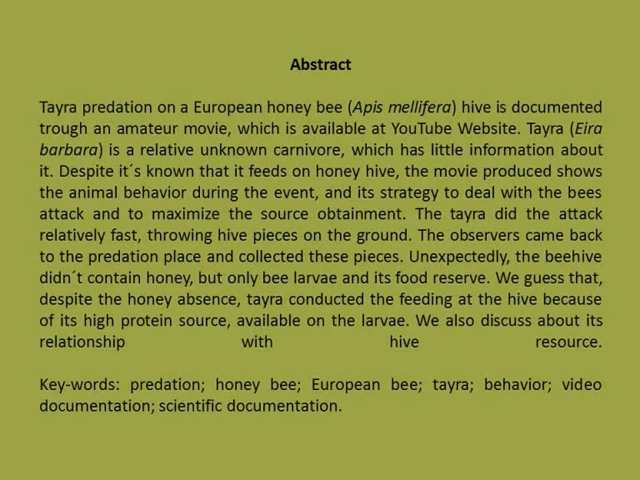 Abstract
Tayra predation on a European honey bee (Apis mellifera) hive is documented
trough an amateur movie, which is available at YouTube Website. Tayra (Eira
barbara) is a relative unknown carnivore, which has little information about
it. Despite it´s known that it feeds on honey hive, the movie produced shows
the animal behavior during the event, and its strategy to deal with the bees
attack and to maximize the source obtainment. The tayra did the attack
relatively fast, throwing hive pieces on the ground. The observers came back
to the predation place and collected these pieces. Unexpectedly, the beehive
didn´t contain honey, but only bee larvae and its food reserve. We guess that,
despite the honey absence, tayra conducted the feeding at the hive because
of its high protein source, available on the larvae. We also discuss about its
relationship with hive resource.
Key-words: predation; honey bee; European bee; tayra; behavior; video
documentation; scientific documentation.